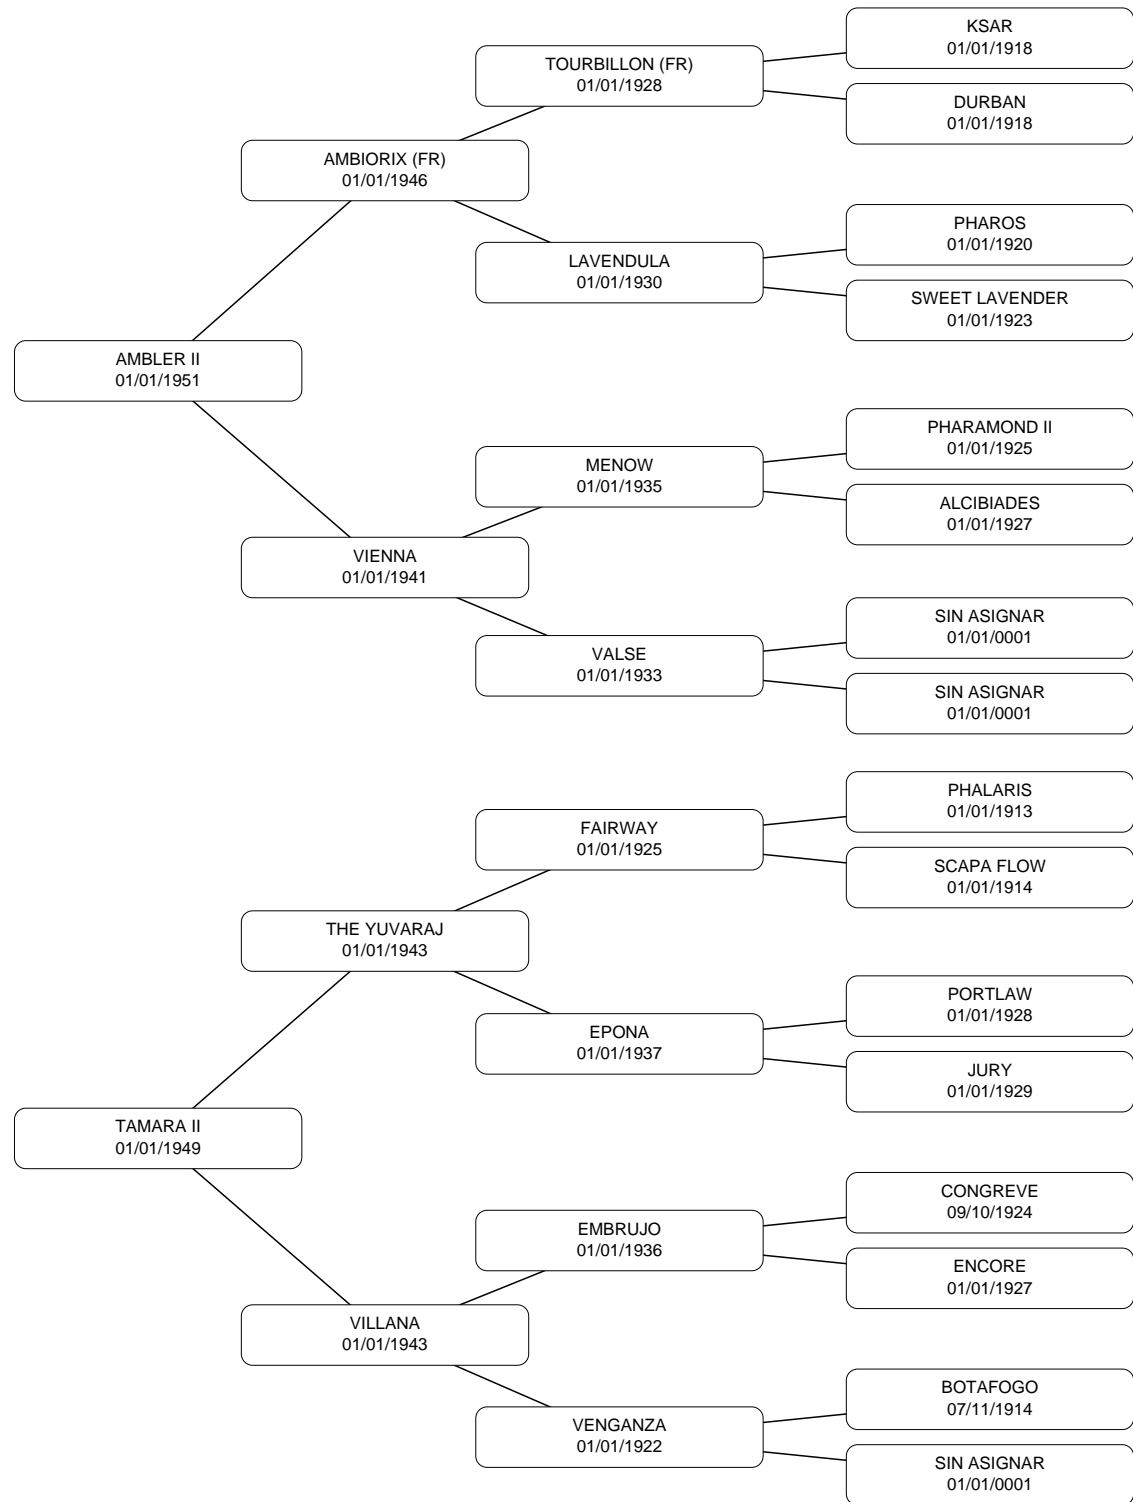 KSAR
01/01/1918
TOURBILLON (FR)
01/01/1928
DURBAN
01/01/1918
AMBIORIX (FR)
01/01/1946
PHAROS
01/01/1920
LAVENDULA
01/01/1930
SWEET LAVENDER
01/01/1923
AMBLER II
01/01/1951
PHARAMOND II
01/01/1925
MENOW
01/01/1935
ALCIBIADES
01/01/1927
VIENNA
01/01/1941
SIN ASIGNAR
01/01/0001
VALSE
01/01/1933
SIN ASIGNAR
01/01/0001
PHALARIS
01/01/1913
FAIRWAY
01/01/1925
SCAPA FLOW
01/01/1914
THE YUVARAJ
01/01/1943
PORTLAW
01/01/1928
EPONA
01/01/1937
JURY
01/01/1929
TAMARA II
01/01/1949
CONGREVE
09/10/1924
EMBRUJO
01/01/1936
ENCORE
01/01/1927
VILLANA
01/01/1943
BOTAFOGO
07/11/1914
VENGANZA
01/01/1922
SIN ASIGNAR
01/01/0001